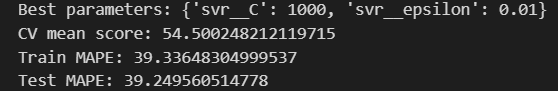 Best parameters: {'svr__C': 1000, 'svr__epsilon': 0.01}
CV mean score: 54.500248212119715
Train MAPE: 39.33648304999537
Test MAPE: 39.249560514778